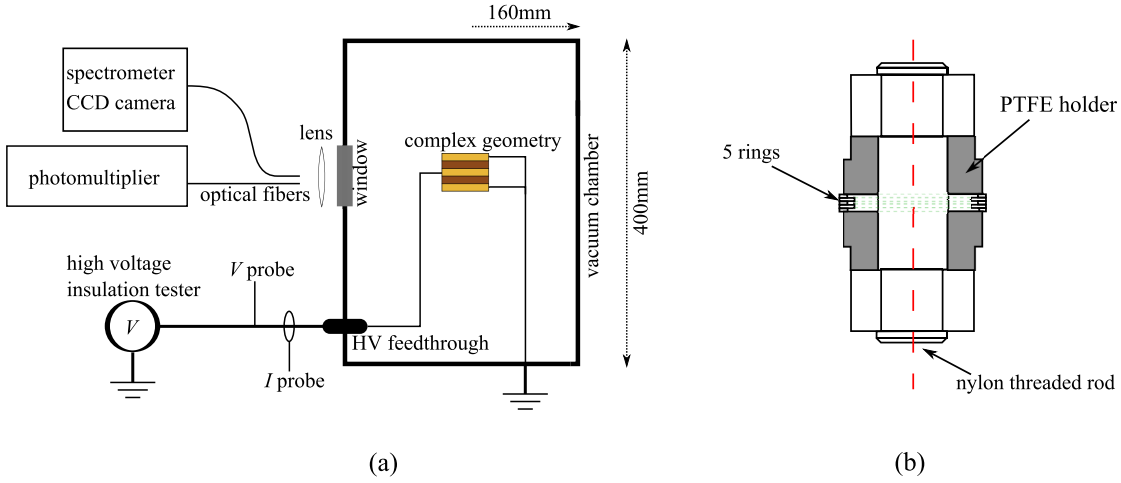 160mm
spectrometer
CCD camera
lens
complex geometry
photomultiplier
optical fibers
window
vacuum chamber
400mm
high voltage
insulation tester
V probe
V
HV feedthrough
I probe
(a)
PTFE holder
5 rings
nylon threaded rod
(b)